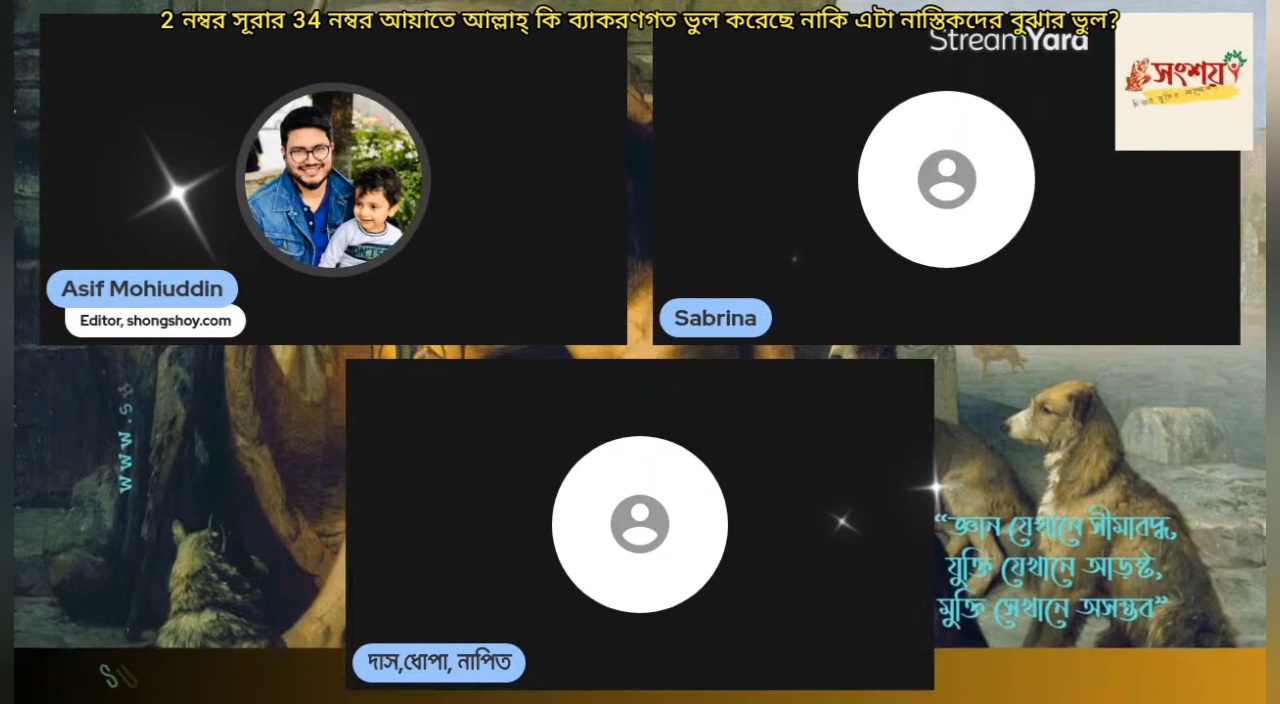 2 নম্বর সূরার 34 নম্বর আয়াতে আল্লাহ্ কি ব্যাকরণগত ভুল করেছে নাকি এটা নাস্তিকদের বুঝার ভুল?
StreamYard
সংশয়
Asif Mohiuddin
Editor, shongshoy.com
Sabrina
www.s
“জ্ঞান যেখানে সীমাবদ্ধ,
যুক্তি যেখানে আড়ষ্ট,
মুক্তি সেখানে অসম্ভব”
দাস,ধোপা, নাপিত